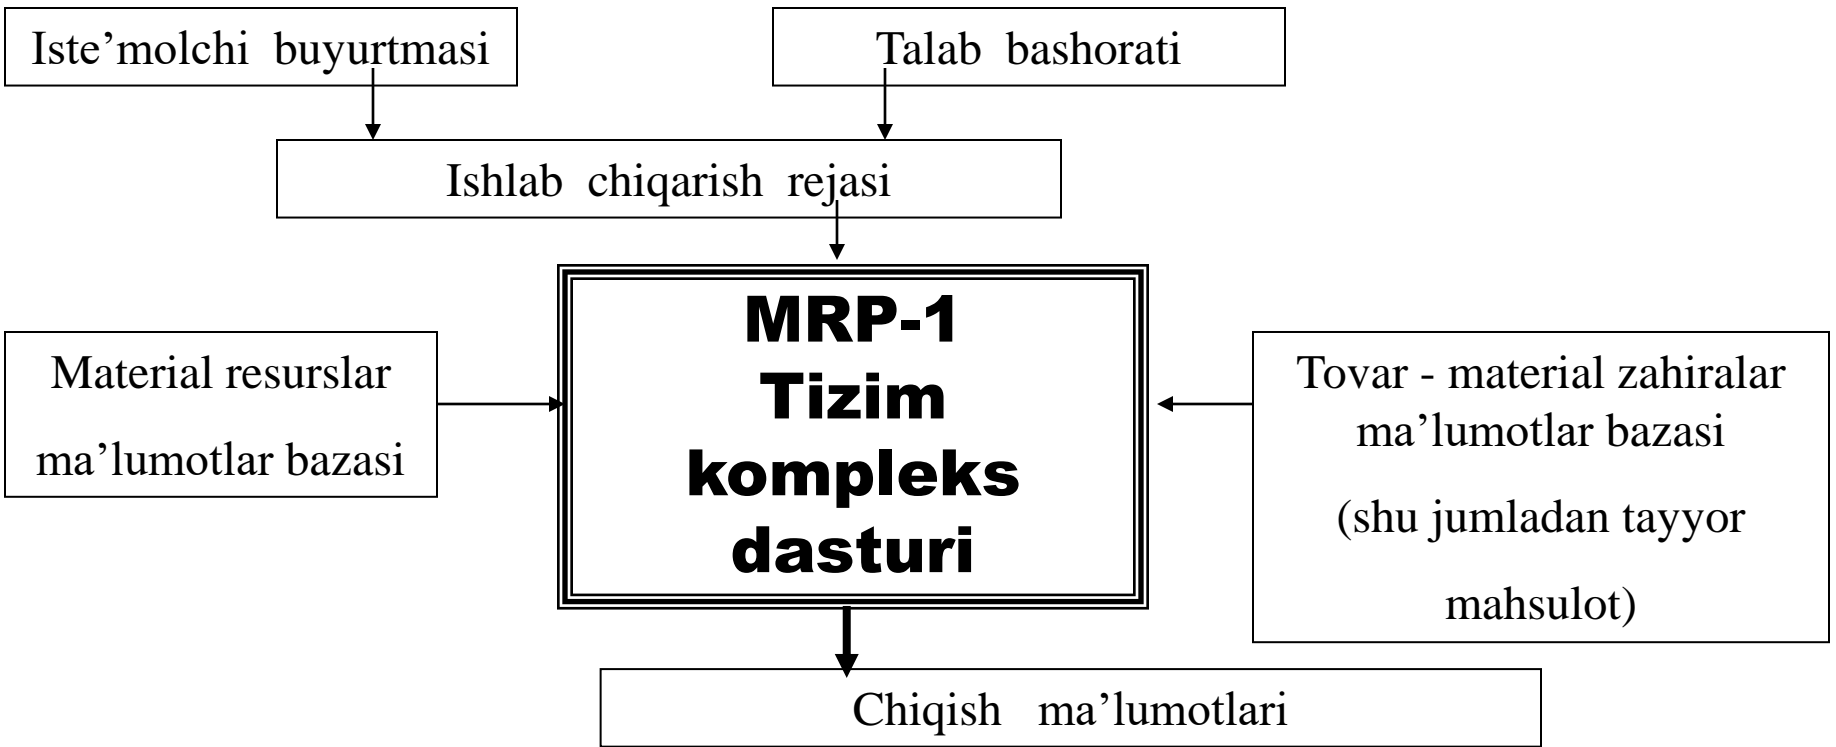 Iste’molchi buyurtmasi
Talab bashorati
Ishlab chiqarish rejasi
MRP-1
Tizim
kompleks
dasturi
Material resurslar
ma’lumotlar bazasi
Tovar - material zahiralar
ma’lumotlar bazasi
(shu jumladan tayyor
mahsulot)
Chiqish ma’lumotlari